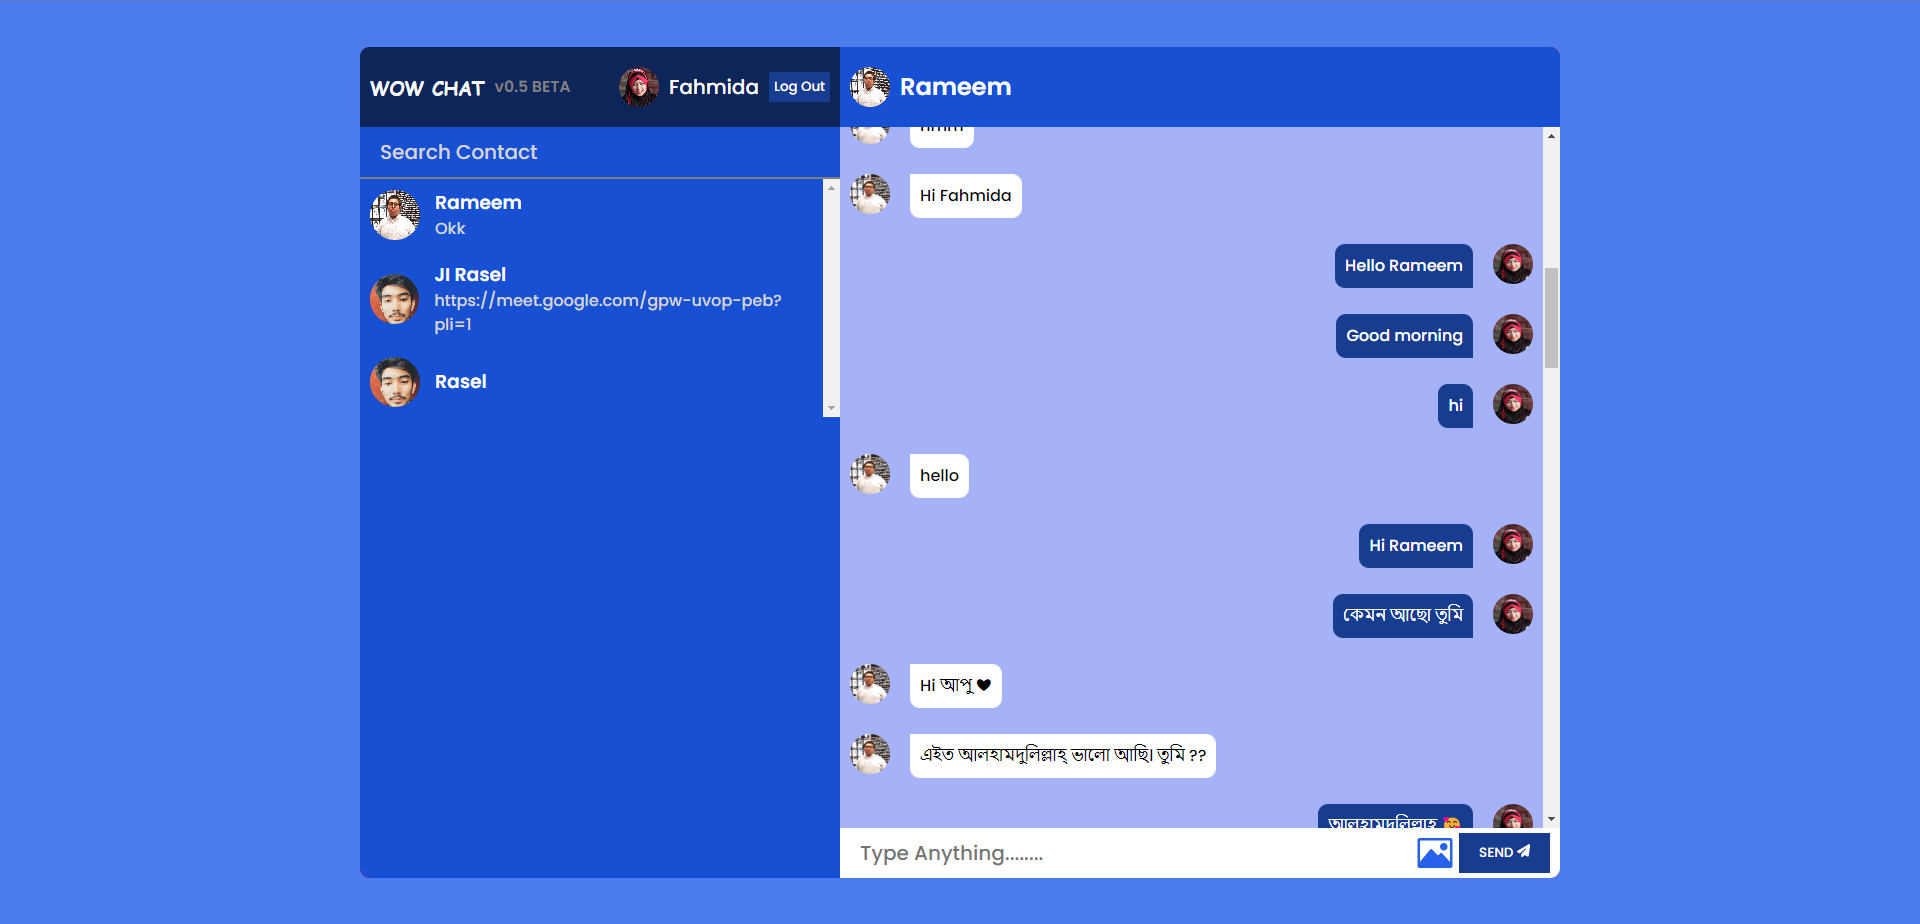 WOW CHAT v0.5 BETA
Fahmida
Log Out
Search Contact
Rameem
Okk
JI Rasel
https://meet.google.com/gpw-uvop-peb?
pli=1
Rasel
Rameem
hmm
Hi Fahmida
Hello Rameem
Good morning
hi
hello
Hi Rameem
কেমন আছো তুমি
Hi আপু 🖤
এইত আলহামদুলিল্লাহ্‌ ভালো আছি। তুমি ??
আলহামদুলিল্লাহ 🥰
Type Anything........
SEND